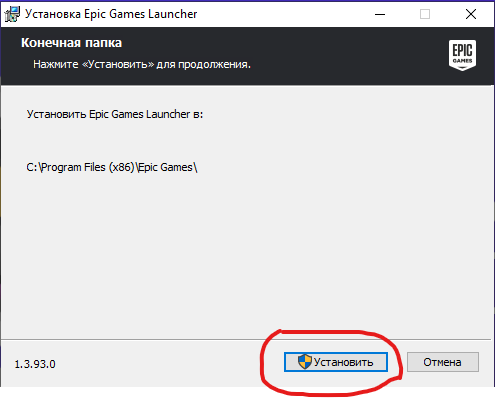 Установка Epic Games Launcher
Конечная папка
Нажмите «Установить» для продолжения.
EPIC
GAMES
Установить Epic Games Launcher в:
C:\Program Files (x86)\Epic Games\
1.3.93.0
Установить
Отмена